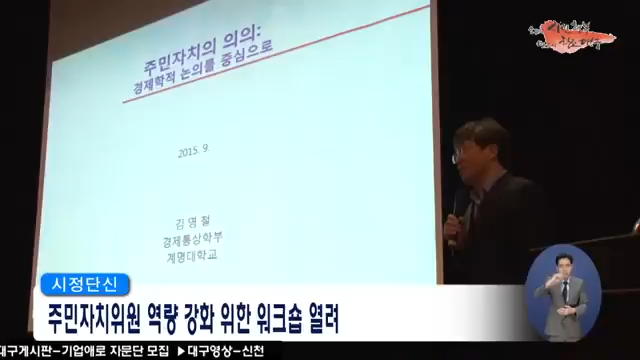 주민자치의 의의:
경제학적 논의를 중심으로
2015. 9.
김 영 철
경제통상학부
계명대학교
시정단신
주민자치위원 역량 강화 위한 워크숍 열려
대구게시판-기업애로 자문단 모집 ▶대구영상-신천